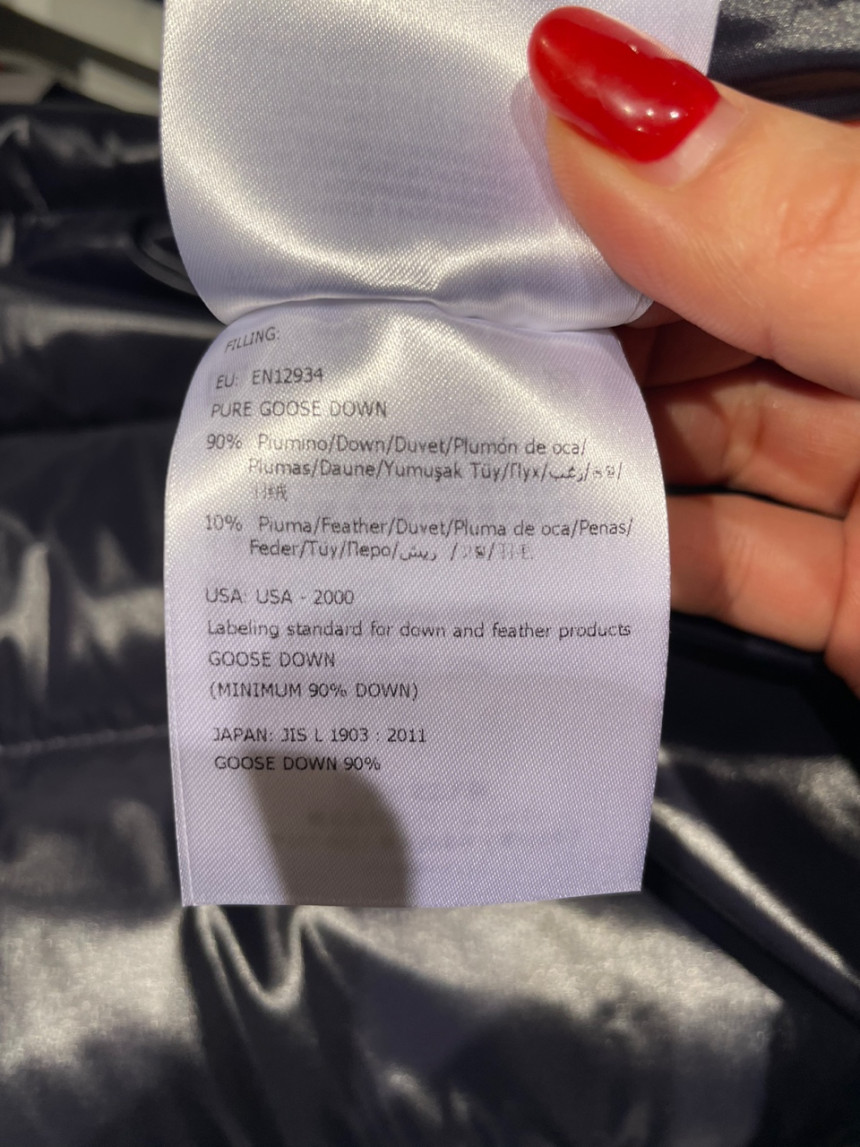 FILLING:
EU: EN12934
PURE GOOSE DOWN
90% Piumino/Down/Duvet/Plumón de oca/
Plumas/Daune/Yumuşak Tüy/Пух/زغب/
10% Piuma/Feather/Duvet/Pluma de oca/Penas/
Feder/Tüy/Перо/ریش /
USA: USA - 2000
Labeling standard for down and feather products
GOOSE DOWN
(MINIMUM 90% DOWN)
JAPAN: JIS L 1903 : 2011
GOOSE DOWN 90%